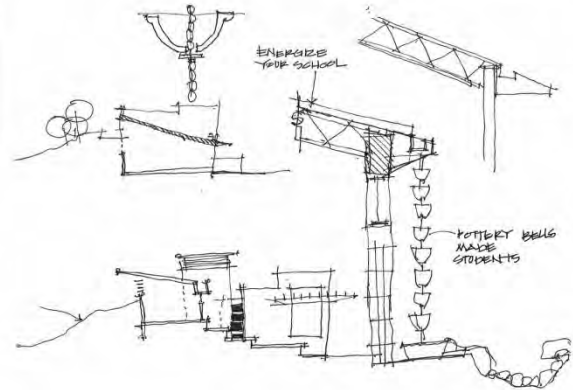 ENERGIZE
YOUR SCHOOL
POTTERY BELLS
MADE
STUDENTS